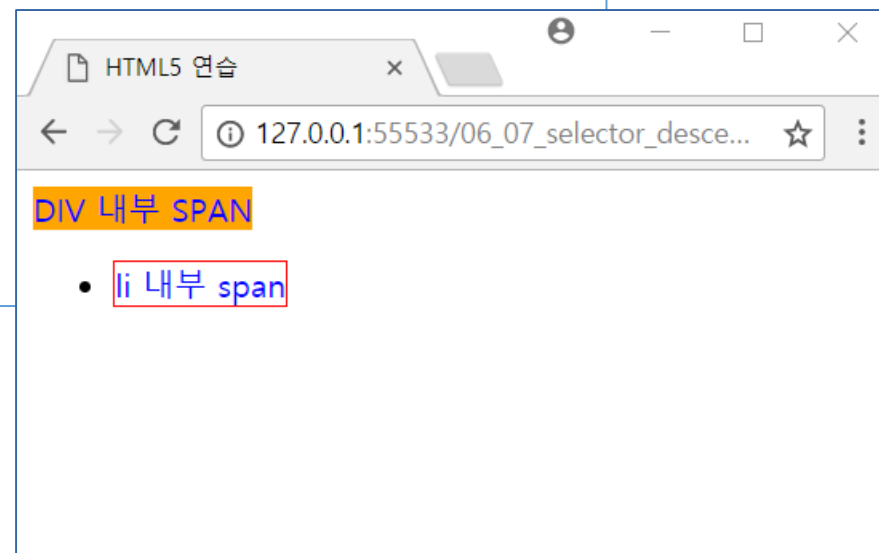 HTML5 연습
127.0.0.1:55533/06_07_selector_desce...
DIV 내부 SPAN
li 내부 span